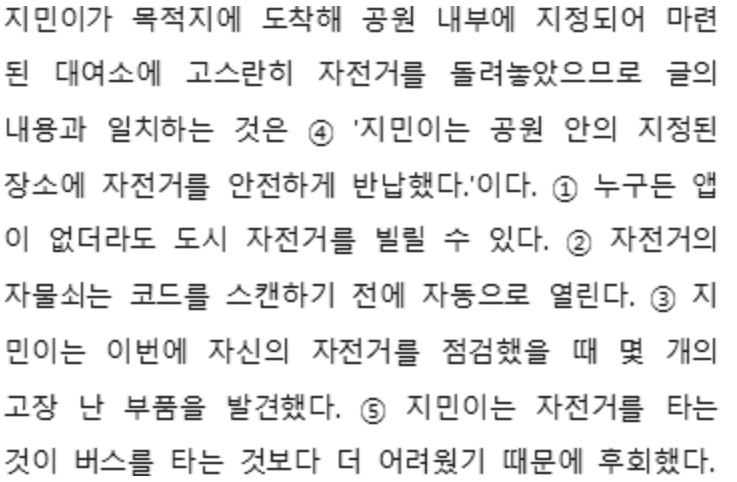 지민이가 목적지에 도착해 공원 내부에 지정되어 마련
된 대여소에 고스란히 자전거를 돌려놓았으므로 글의
내용과 일치하는 것은 ④ '지민이는 공원 안의 지정된
장소에 자전거를 안전하게 반납했다.'이다. ① 누구든 앱
이 없더라도 도시 자전거를 빌릴 수 있다. ② 자전거의
자물쇠는 코드를 스캔하기 전에 자동으로 열린다. ③ 지
민이는 이번에 자신의 자전거를 점검했을 때 몇 개의
고장 난 부품을 발견했다. ⑤ 지민이는 자전거를 타는
것이 버스를 타는 것보다 더 어려웠기 때문에 후회했다.